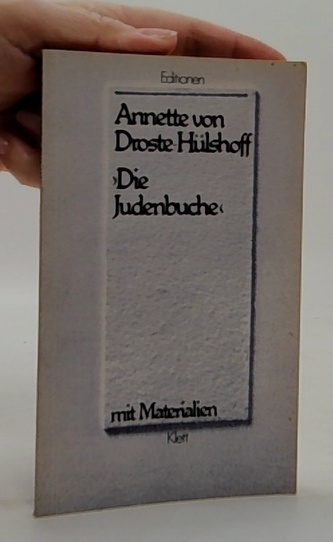 Editionen
Annette von
Droste-Hülshoff
›Die
Judenbuche‹
mit Materialien
Klett